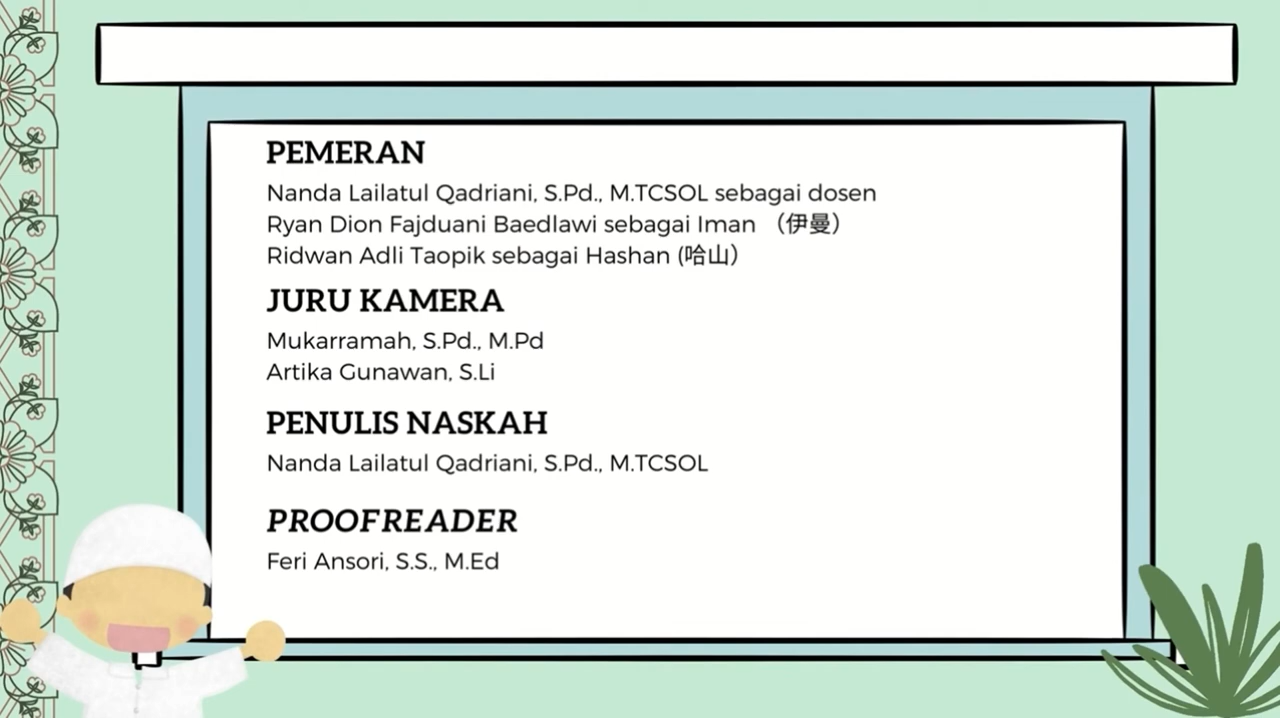 PEMERAN
Nanda Lailatul Qadriani, S.Pd., M.TCSOL sebagai dosen
Ryan Dion Fajduani Baedlawi sebagai Iman （伊曼）
Ridwan Adli Taopik sebagai Hashan (哈山）
JURU KAMERA
Mukarramah, S.Pd., M.Pd
Artika Gunawan, S.Li
PENULIS NASKAH
Nanda Lailatul Qadriani, S.Pd., M.TCSOL
PROOFREADER
Feri Ansori, S.S., M.Ed